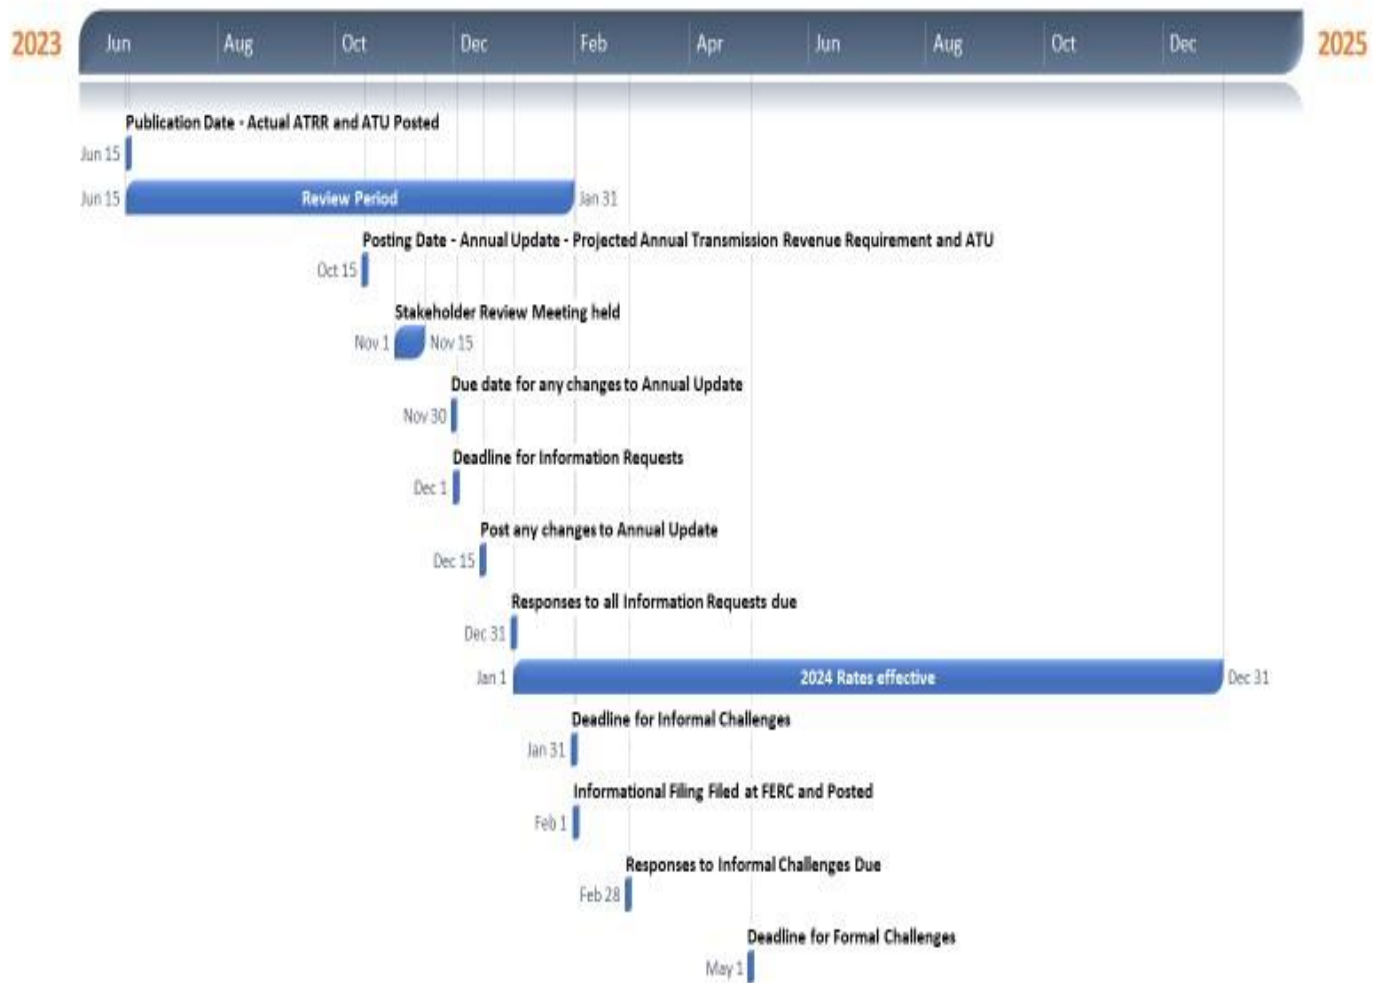 2023 Jun Aug Oct Dec Feb Apr Jun Aug Oct Dec 2025
Publication Date - Actual ATRR and ATU Posted
Jun 15
Jun 15 Review Period Jan 31
Posting Date - Annual Update - Projected Annual Transmission Revenue Requirement and ATU
Oct 15
Stakeholder Review Meeting held
Nov 1 Nov 15
Due date for any changes to Annual Update
Nov 30
Deadline for Information Requests
Dec 1
Post any changes to Annual Update
Dec 15
Responses to all Information Requests due
Dec 31
Jan 1 2024 Rates effective Dec 31
Deadline for Informal Challenges
Jan 31
Informational Filing Filed at FERC and Posted
Feb 1
Responses to Informal Challenges Due
Feb 28
Deadline for Formal Challenges
May 1